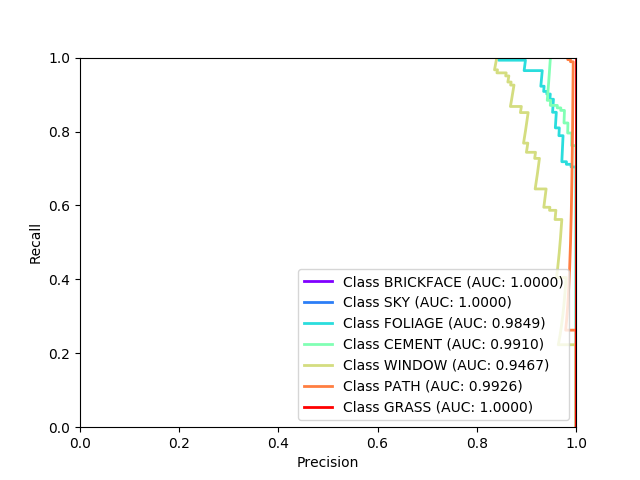 1.0
0.8
0.6
0.4
0.2
0.0
Recall
Class BRICKFACE (AUC: 1.0000)
Class SKY (AUC: 1.0000)
Class FOLIAGE (AUC: 0.9849)
Class CEMENT (AUC: 0.9910)
Class WINDOW (AUC: 0.9467)
Class PATH (AUC: 0.9926)
Class GRASS (AUC: 1.0000)
0.0 0.2 0.4 0.6 0.8 1.0
Precision